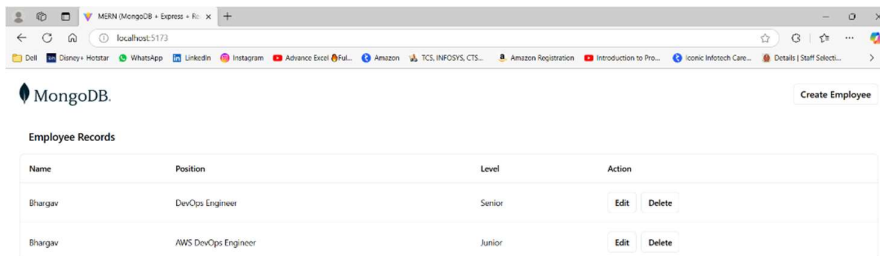 MERN (MongoDB + Express + Re
localhost:5173
Dell Disney+ Hotstar WhatsApp LinkedIn Instagram Advance Excel Ful... Amazon TCS, INFOSYS, CTS... Amazon Registration Introduction to Pro... Iconic Infotech Care... Details | Staff Selecti...
MongoDB. Create Employee
Employee Records
Name Position Level Action
Bhargav DevOps Engineer Senior Edit Delete
Bhargav AWS DevOps Engineer Junior Edit Delete